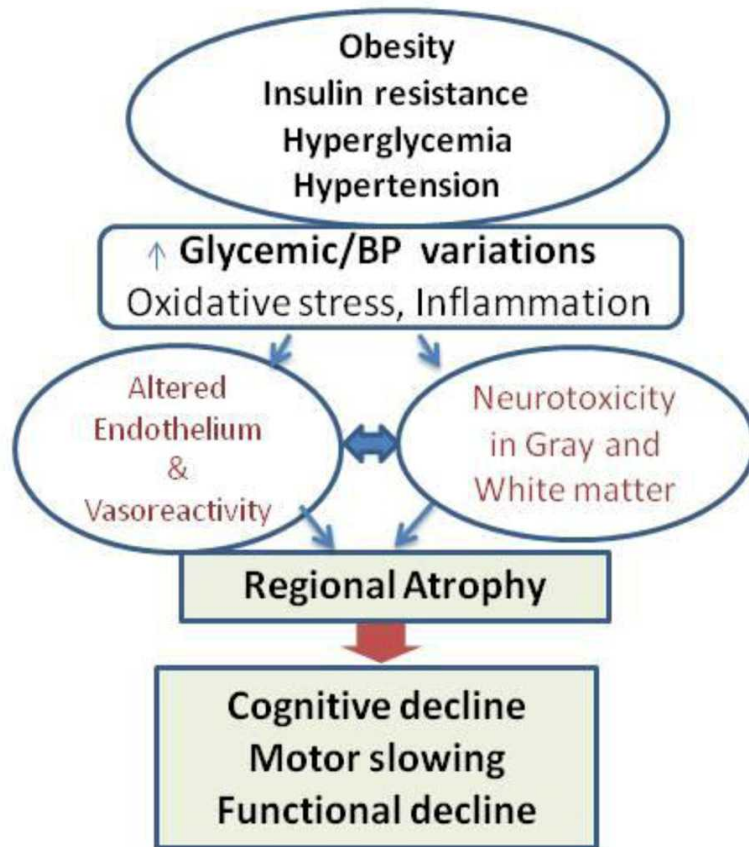 Obesity
Insulin resistance
Hyperglycemia
Hypertension
↑ Glycemic/BP variations
Oxidative stress, Inflammation
Altered
Endothelium
&
Vasoreactivity
Neurotoxicity
in Gray and
White matter
Regional Atrophy
Cognitive decline
Motor slowing
Functional decline